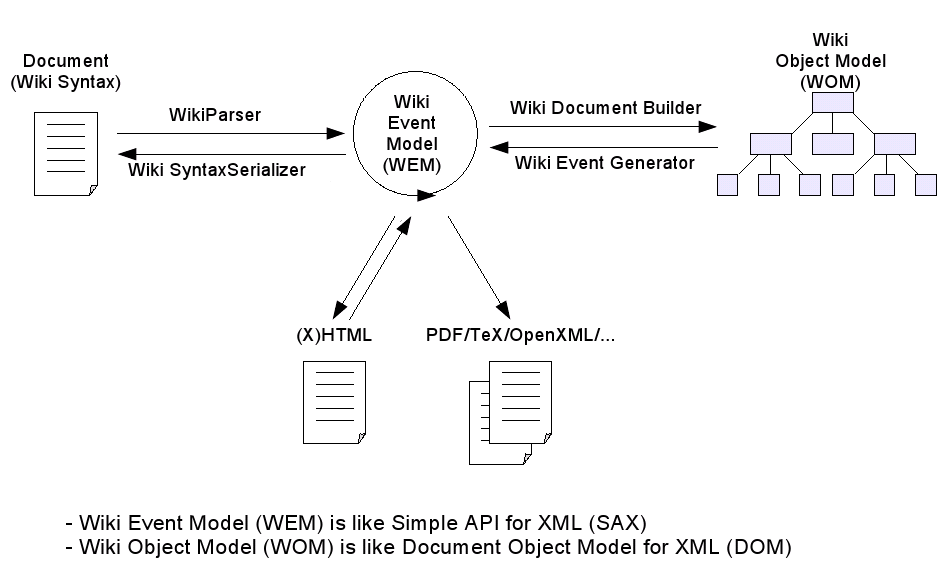 Document
(Wiki Syntax)
Wiki
Object Model
(WOM)
WikiParser
Wiki SyntaxSerializer
Wiki
Event
Model
(WEM)
Wiki Document Builder
Wiki Event Generator
(X)HTML
PDF/TeX/OpenXML/...
- Wiki Event Model (WEM) is like Simple API for XML (SAX)
- Wiki Object Model (WOM) is like Document Object Model for XML (DOM)